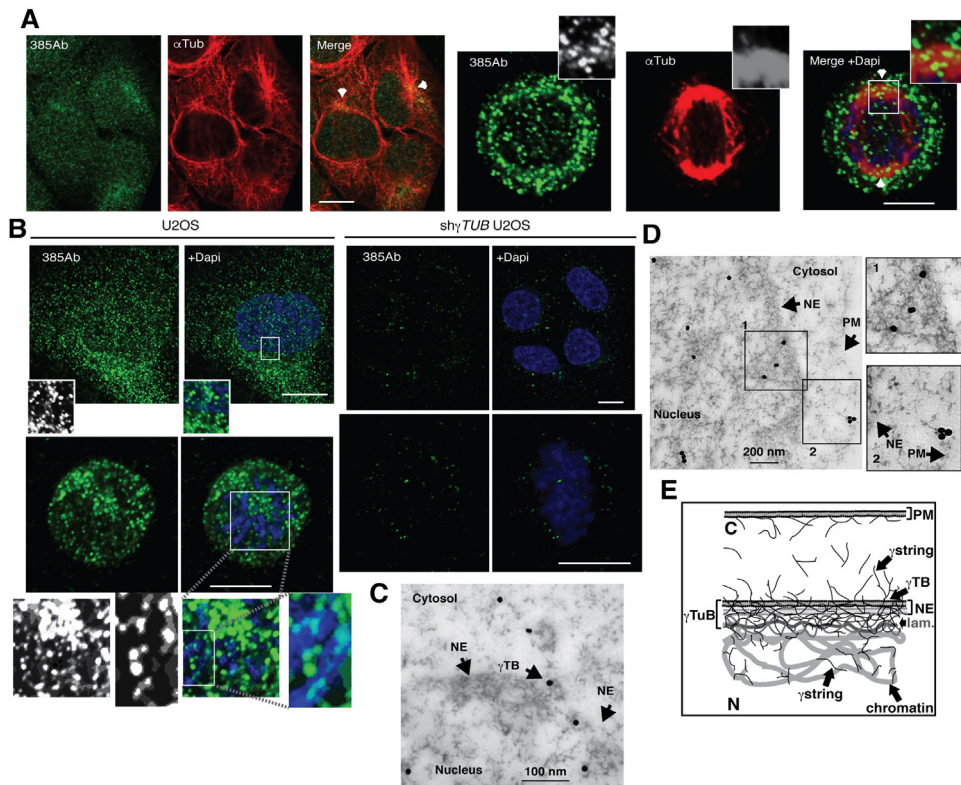 A
385Ab
αTub
Merge
385Ab
αTub
Merge +Dapi
B
U2OS
shγTUB U2OS
385Ab
+Dapi
385Ab
+Dapi
C
Cytosol
NE
γTB
NE
Nucleus
100 nm
D
Cytosol
NE
PM
1
Nucleus
200 nm
2
1
NE
2
PM
E
C
PM
γstring
γTB
NE
γTuB
lam.
γstring
N
chromatin